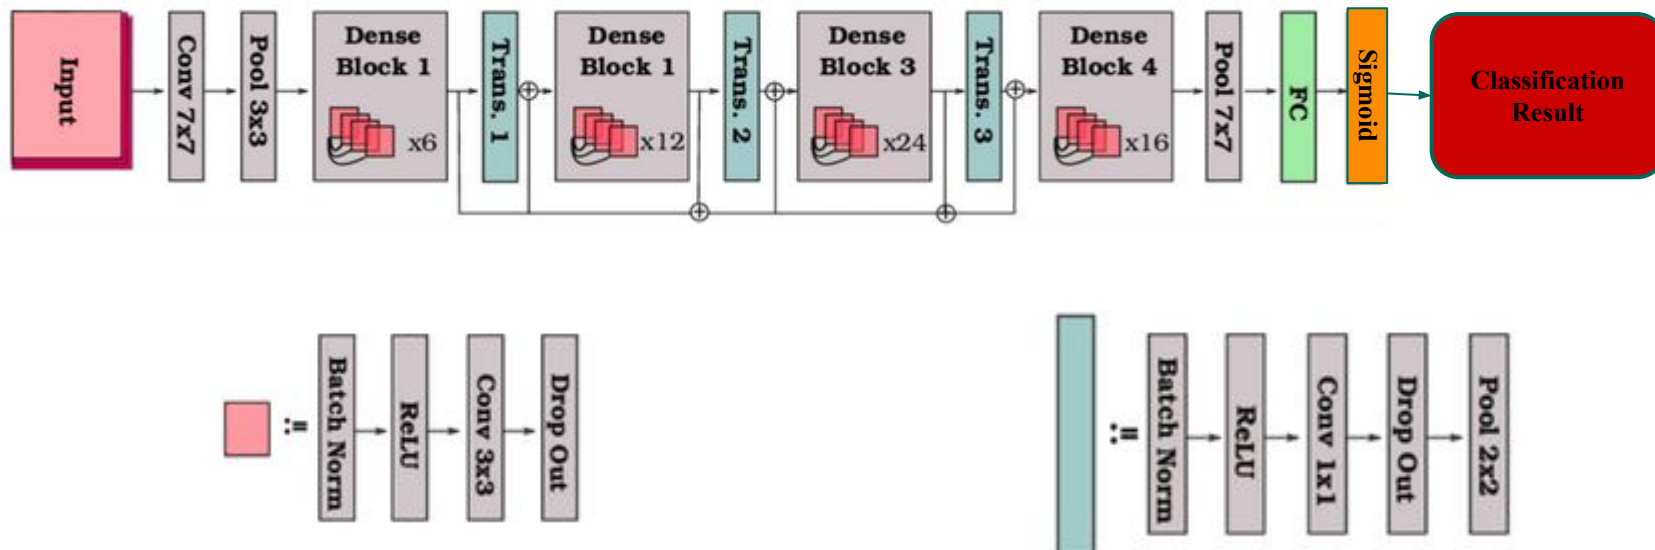 Input
Conv 7x7
Pool 3x3
Dense
Block 1
x6
Trans. 1
Dense
Block 1
x12
Trans. 2
Dense
Block 3
x24
Trans. 3
Dense
Block 4
x16
Pool 7x7
FC
Sigmoid
Classification
Result
:=
Batch Norm
ReLU
Conv 3x3
Drop Out
:=
Batch Norm
ReLU
Conv 1x1
Drop Out
Pool 2x2